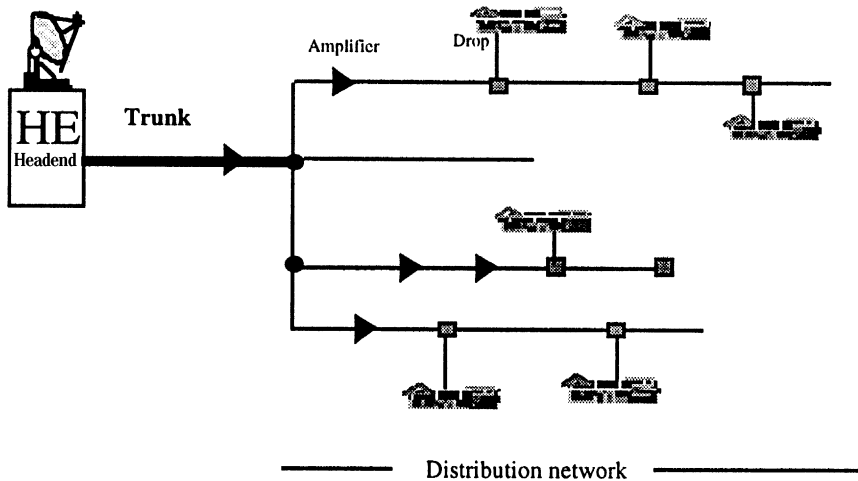 Amplifier
Drop
HE
Headend
Trunk
Distribution network